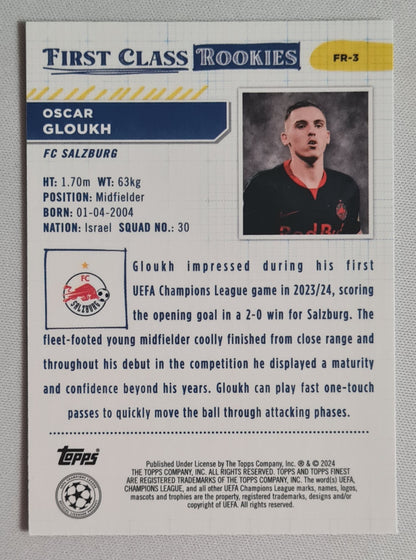 FIRST CLASS ROOKIES
FR-3
OSCAR
GLOUKH
FC SALZBURG
HT: 1.70m WT: 63kg
POSITION: Midfielder
BORN: 01-04-2004
NATION: Israel SQUAD NO.: 30
Red Bu
FC
SALZBURG
Gloukh impressed during his first
UEFA Champions League game in 2023/24, scoring
the opening goal in a 2-0 win for Salzburg. The
fleet-footed young midfielder coolly finished from close range and
throughout his debut in the competition he displayed a maturity
and confidence beyond his years. Gloukh can play fast one-touch
passes to quickly move the ball through attacking phases.
Topps
Published Under License by The Topps Company, Inc. ® & © 2024
THE TOPPS COMPANY, INC. ALL RIGHTS RESERVED. TOPPS AND TOPPS FINEST
ARE REGISTERED TRADEMARKS OF THE TOPPS COMPANY, INC. The word(s) UEFA,
CHAMPIONS LEAGUE, and all other UEFA Champions League marks, names, logos,
mascots and trophies are the property, registered trademarks, designs and/or
copyright of UEFA. All Rights Reserved.